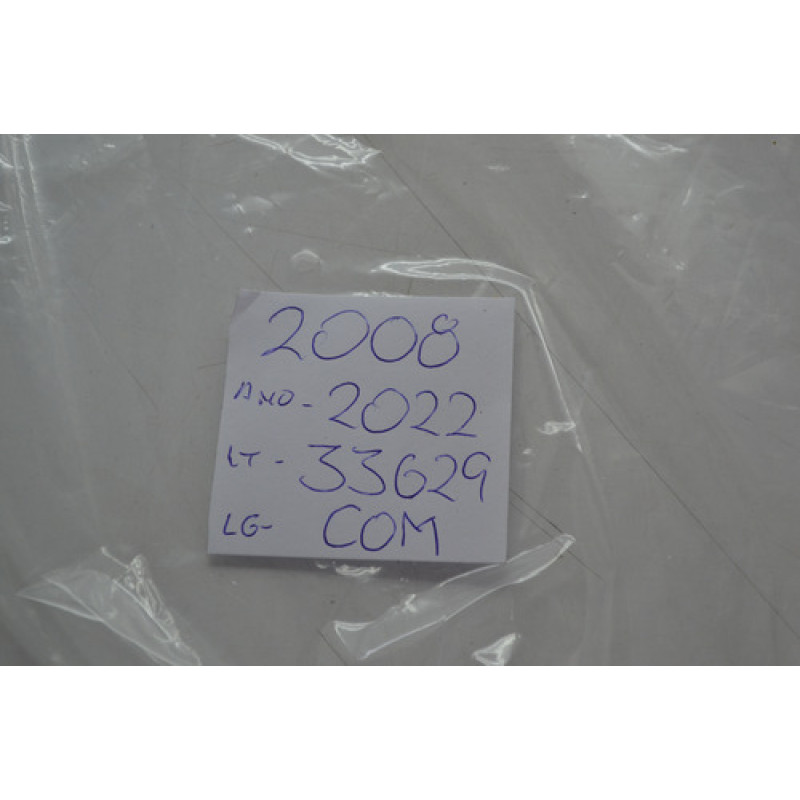 2008
ANO - 2022
LT - 33629
LG- COM